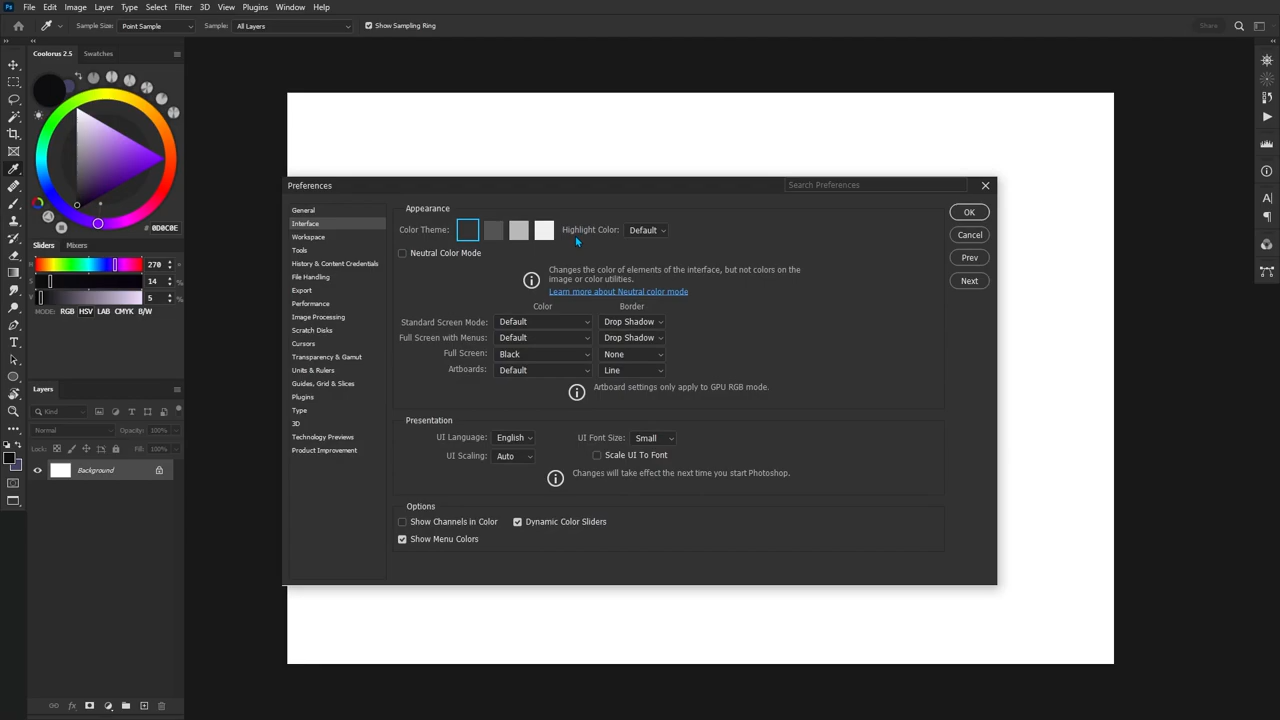 Ps File Edit Image Layer Type Select Filter 3D View Plugins Window Help
Sample Size: Point Sample Sample: All Layers Show Sampling Ring Share
Coolorus 2.5 Swatches
# 0D0C0E
Sliders Mixers
H 270 °
S 14 %
V 5 %
MODE: RGB HSV LAB CMYK B/W
Layers
Kind
Normal Opacity: 100%
Lock: Fill: 100%
Background
Preferences Search Preferences
General
Interface
Workspace
Tools
History & Content Credentials
File Handling
Export
Performance
Image Processing
Scratch Disks
Cursors
Transparency & Gamut
Units & Rulers
Guides, Grid & Slices
Plugins
Type
3D
Technology Previews
Product Improvement
Appearance
Color Theme: Highlight Color: Default
Neutral Color Mode
Changes the color of elements of the interface, but not colors on the
image or color utilities.
Learn more about Neutral color mode
Color Border
Standard Screen Mode: Default Drop Shadow
Full Screen with Menus: Default Drop Shadow
Full Screen: Black None
Artboards: Default Line
Artboard settings only apply to GPU RGB mode.
Presentation
UI Language: English UI Font Size: Small
UI Scaling: Auto Scale UI To Font
Changes will take effect the next time you start Photoshop.
Options
Show Channels in Color Dynamic Color Sliders
Show Menu Colors
OK
Cancel
Prev
Next